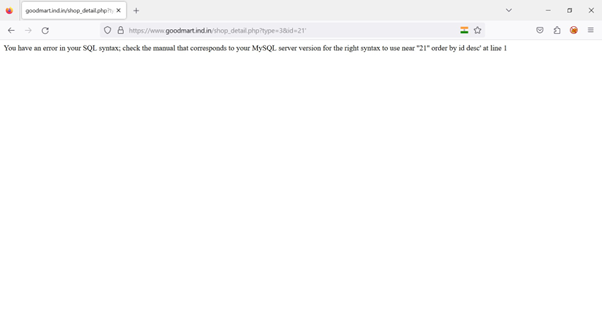 goodmart.ind.in/shop_detail.php?t
https://www.goodmart.ind.in/shop_detail.php?type=3&id=21'
You have an error in your SQL syntax; check the manual that corresponds to your MySQL server version for the right syntax to use near ''21'' order by id desc' at line 1